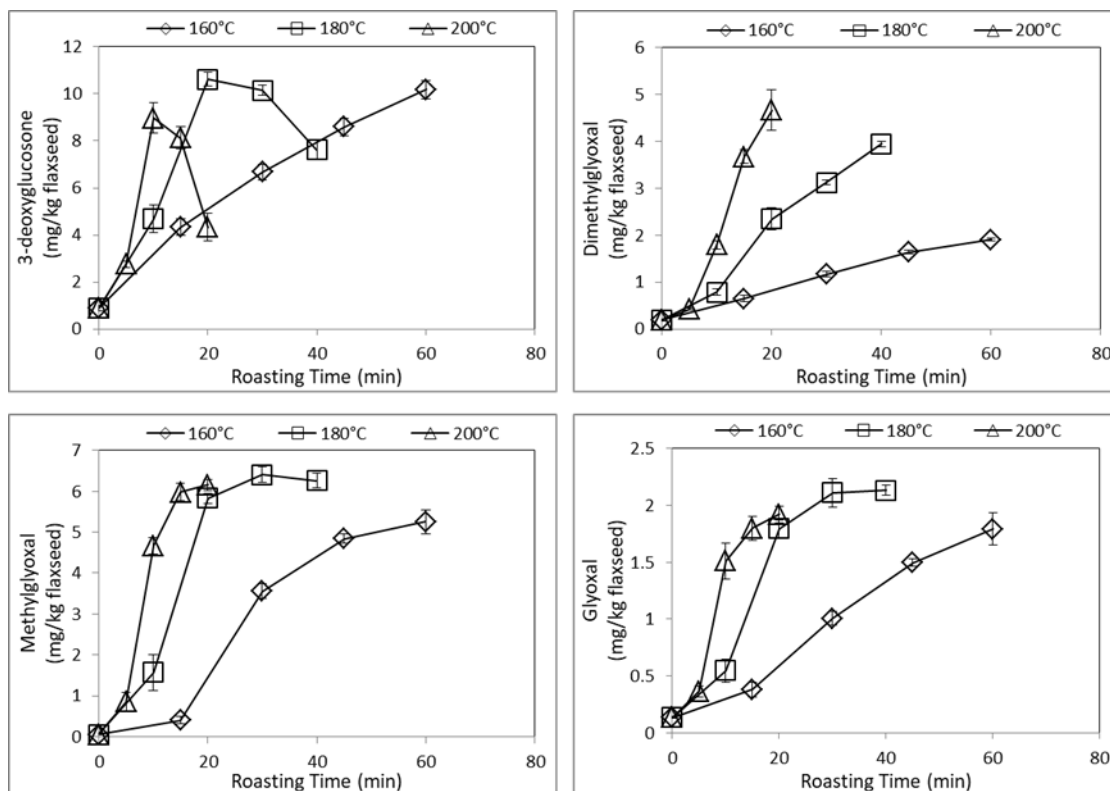 160°C 180°C 200°C
12
10
8
6
4
2
0
3-deoxyglucosone
(mg/kg flaxseed)
0 20 40 60 80
Roasting Time (min)
160°C 180°C 200°C
6
5
4
3
2
1
0
Dimethylglyoxal
(mg/kg flaxseed)
0 20 40 60 80
Roasting Time (min)
160°C 180°C 200°C
7
6
5
4
3
2
1
0
Methylglyoxal
(mg/kg flaxseed)
0 20 40 60 80
Roasting Time (min)
160°C 180°C 200°C
2.5
2
1.5
1
0.5
0
Glyoxal
(mg/kg flaxseed)
0 20 40 60 80
Roasting Time (min)